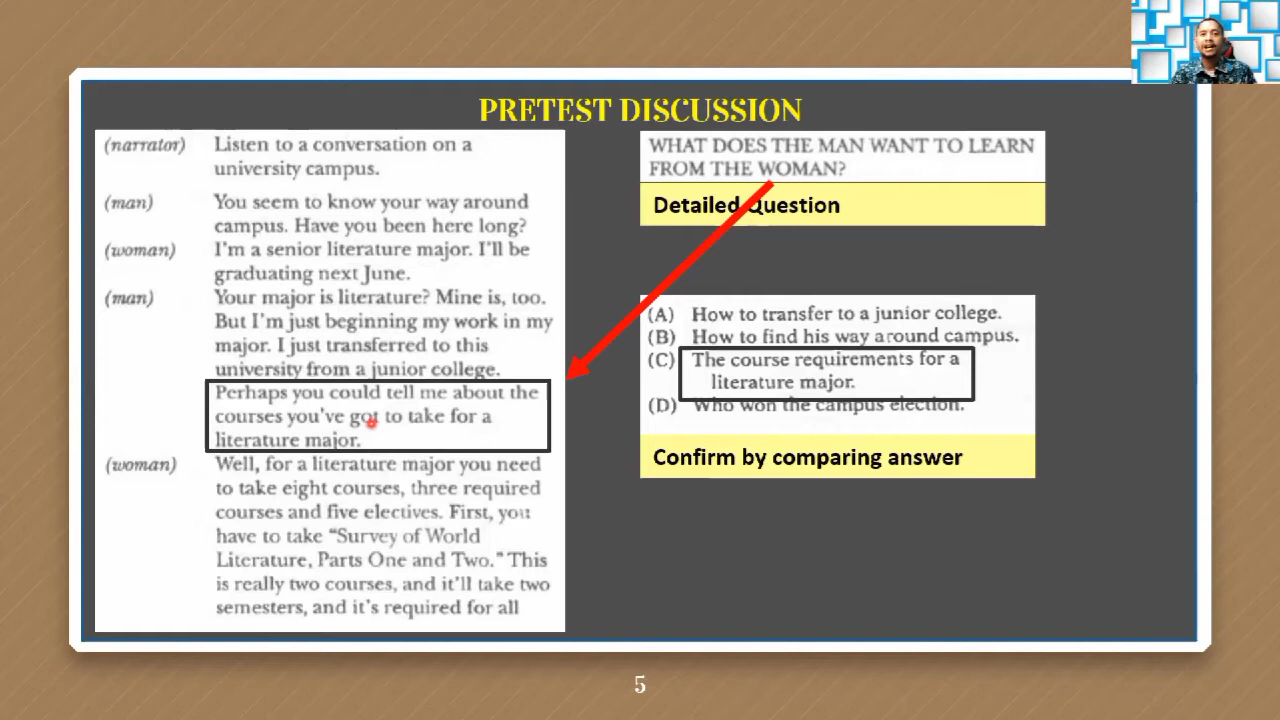 PRETEST DISCUSSION
(narrator) Listen to a conversation on a
university campus.
(man) You seem to know your way around
campus. Have you been here long?
(woman) I'm a senior literature major. I'll be
graduating next June.
(man) Your major is literature? Mine is, too.
But I'm just beginning my work in my
major. I just transferred to this
university from a junior college.
Perhaps you could tell me about the
courses you've got to take for a
literature major.
(woman) Well, for a literature major you need
to take eight courses, three required
courses and five electives. First, you
have to take "Survey of World
Literature, Parts One and Two." This
is really two courses, and it'll take two
semesters, and it's required for all
WHAT DOES THE MAN WANT TO LEARN
FROM THE WOMAN?
Detailed Question
(A) How to transfer to a junior college.
(B) How to find his way around campus.
(C) The course requirements for a
literature major.
(D) Who won the campus election.
Confirm by comparing answer
5